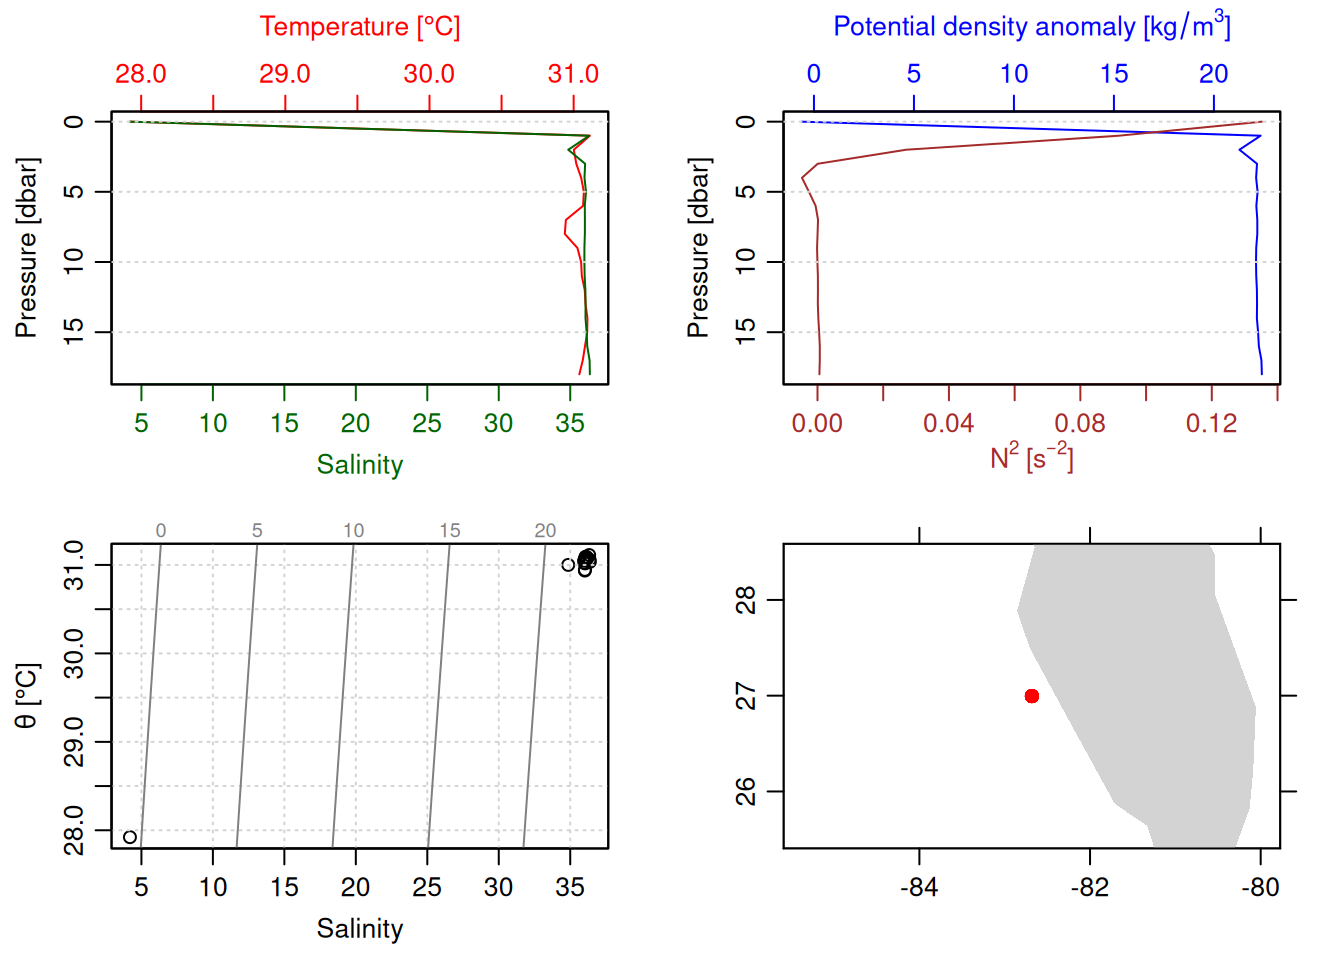 Temperature [°C]
28.0 29.0 30.0 31.0
Pressure [dbar]
0 5 10 15
5 10 15 20 25 30 35
Salinity
Potential density anomaly [kg/m³]
0 5 10 15 20
Pressure [dbar]
0 5 10 15
0.00 0.04 0.08 0.12
N² [s⁻²]
0 5 10 15 20
θ [°C]
31.0 30.0 29.0 28.0
5 10 15 20 25 30 35
Salinity
28 27 26
-84 -82 -80